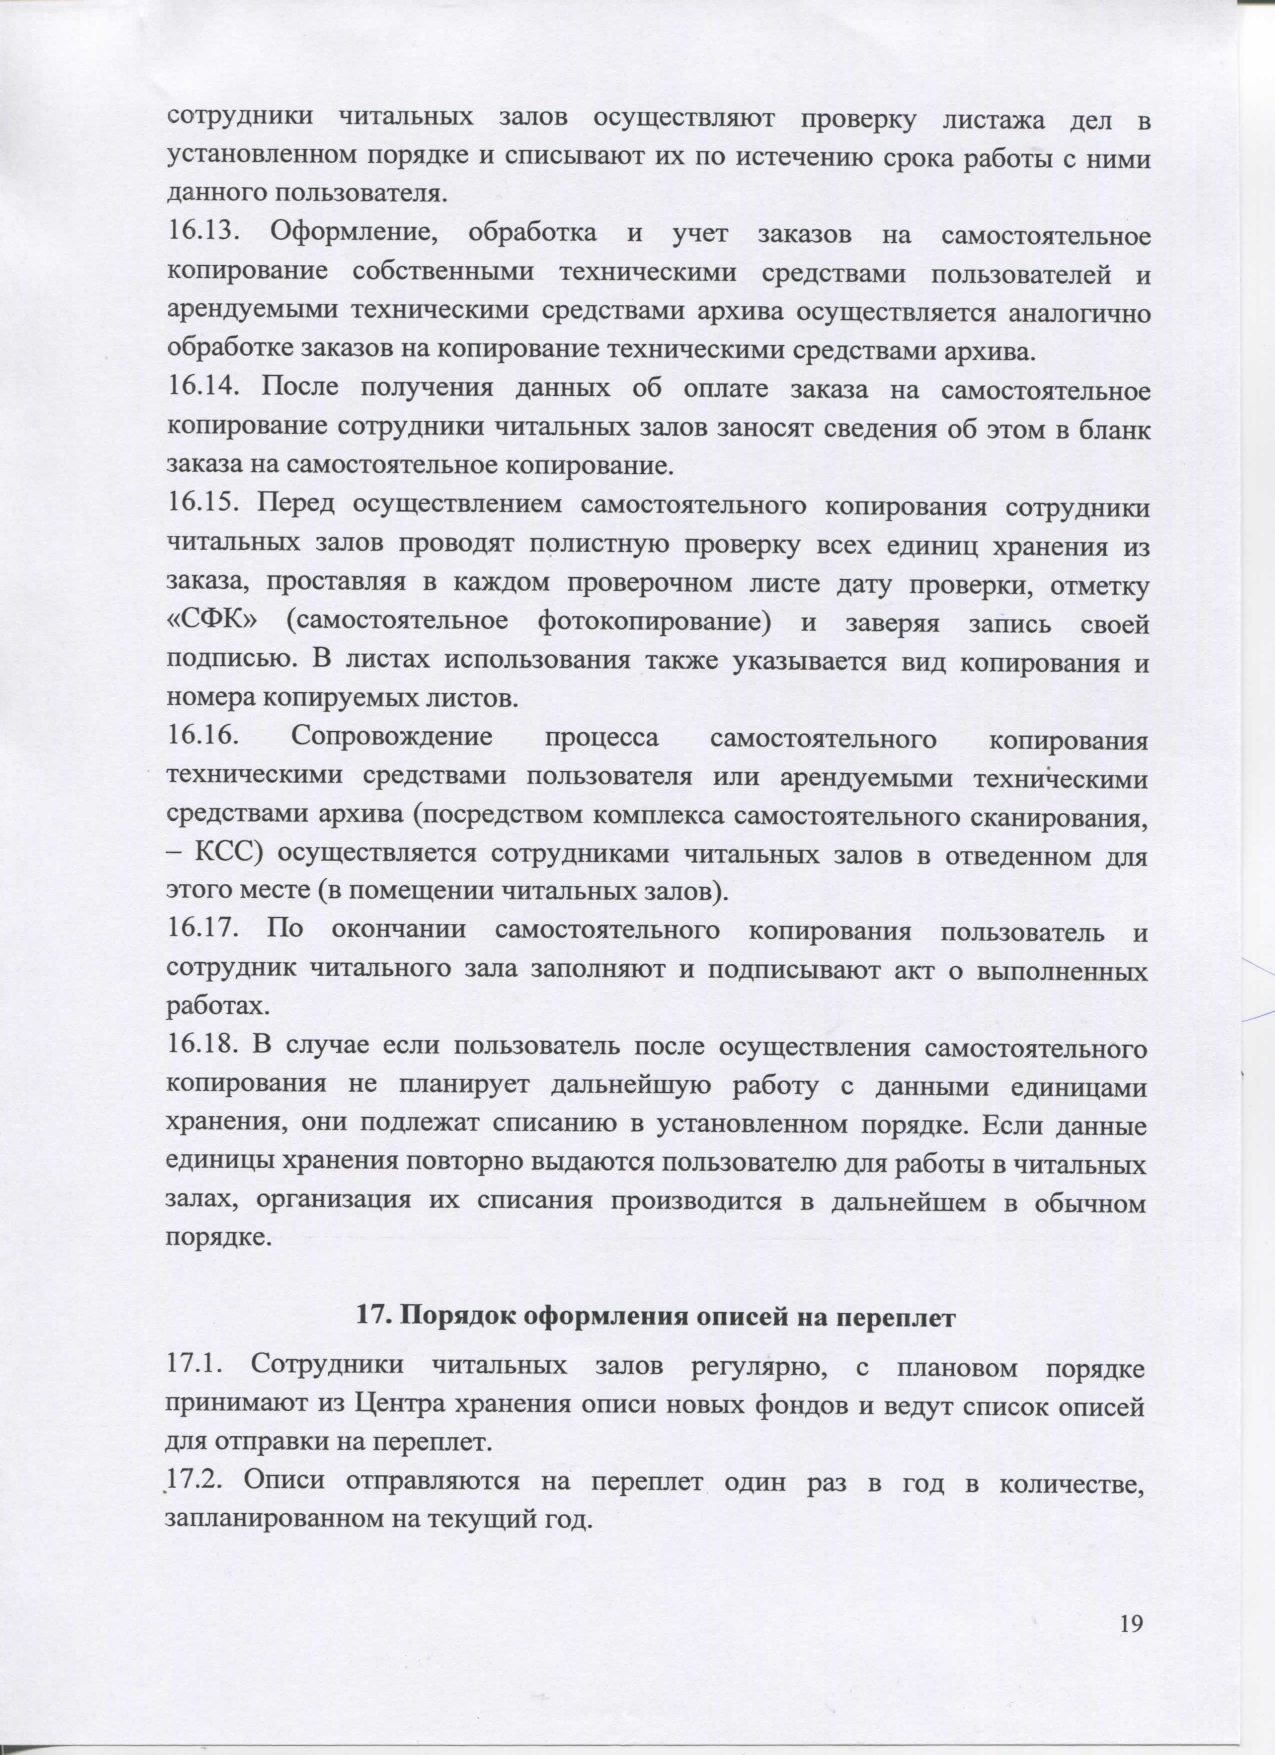 сотрудники читальных залов осуществляют проверку листажа дел в
установленном порядке и списывают их по истечению срока работы с ними
данного пользователя.
16.13. Оформление, обработка и учет заказов на самостоятельное
копирование собственными техническими средствами пользователей и
арендуемыми техническими средствами архива осуществляется аналогично
обработке заказов на копирование техническими средствами архива.
16.14. После получения данных об оплате заказа на самостоятельное
копирование сотрудники читальных залов заносят сведения об этом в бланк
заказа на самостоятельное копирование.
16.15. Перед осуществлением самостоятельного копирования сотрудники
читальных залов проводят полистную проверку всех единиц хранения из
заказа, проставляя в каждом проверочном листе дату проверки, отметку
«СФК» (самостоятельное фотокопирование) и заверяя запись своей
подписью. В листах использования также указывается вид копирования и
номера копируемых листов.
16.16. Сопровождение процесса самостоятельного копирования
техническими средствами пользователя или арендуемыми техническими
средствами архива (посредством комплекса самостоятельного сканирования,
– КСС) осуществляется сотрудниками читальных залов в отведенном для
этого месте (в помещении читальных залов).
16.17. По окончании самостоятельного копирования пользователь и
сотрудник читального зала заполняют и подписывают акт о выполненных
работах.
16.18. В случае если пользователь после осуществления самостоятельного
копирования не планирует дальнейшую работу с данными единицами
хранения, они подлежат списанию в установленном порядке. Если данные
единицы хранения повторно выдаются пользователю для работы в читальных
залах, организация их списания производится в дальнейшем в обычном
порядке.
17. Порядок оформления описей на переплет
17.1. Сотрудники читальных залов регулярно, с плановом порядке
принимают из Центра хранения описи новых фондов и ведут список описей
для отправки на переплет.
17.2. Описи отправляются на переплет один раз в год в количестве,
запланированном на текущий год.
19